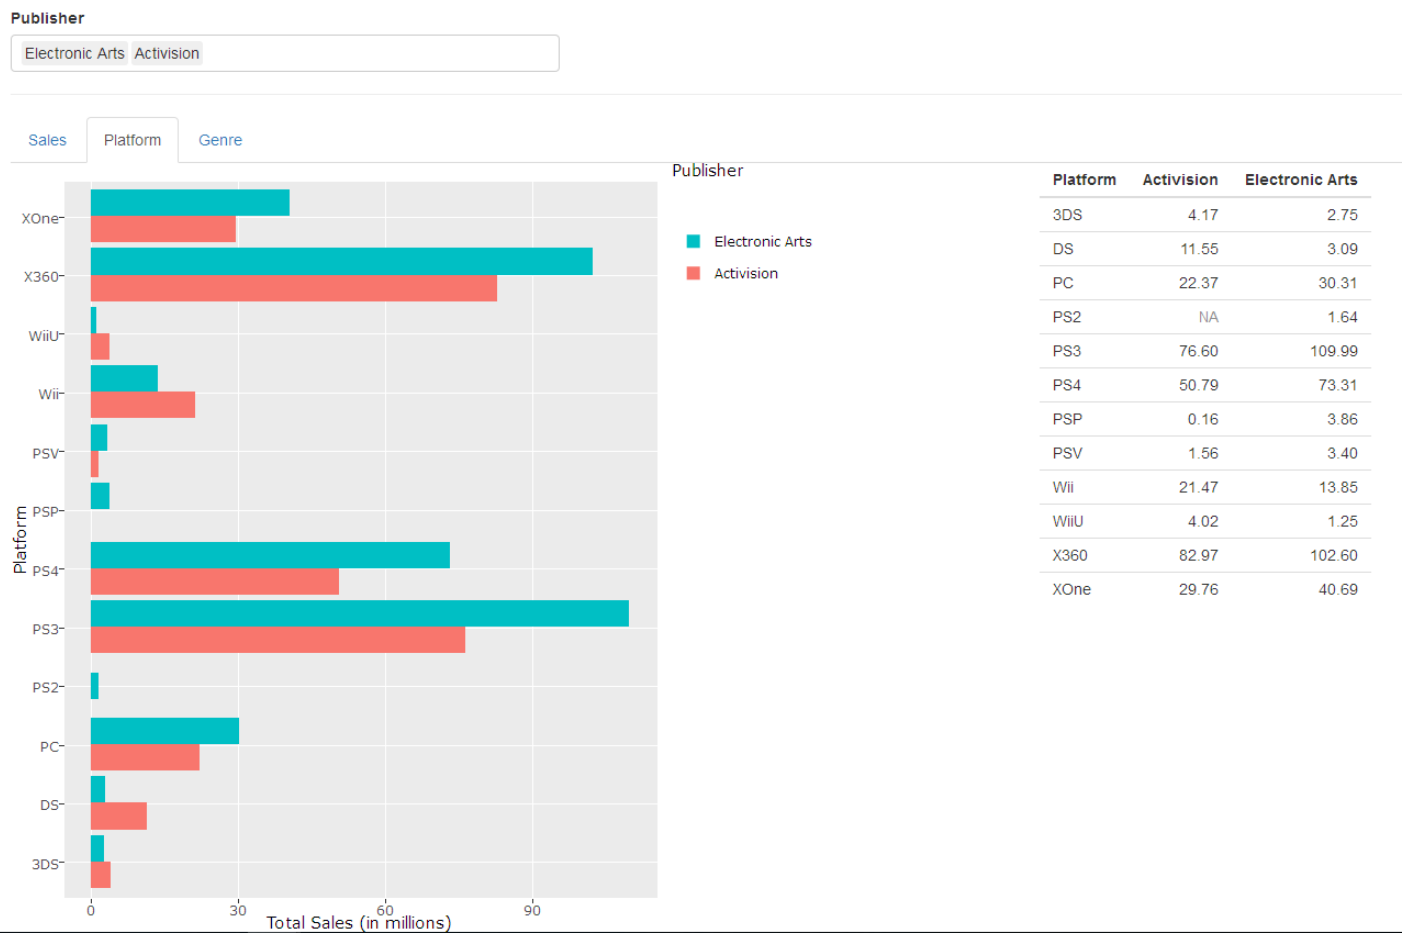 Publisher
Electronic Arts Activision
Sales Platform Genre
Publisher
Electronic Arts
Activision
Platform
XOne
X360
WiiU
Wii
PSV
PSP
PS4
PS3
PS2
PC
DS
3DS
0 30 60 90
Total Sales (in millions)
Platform Activision Electronic Arts
3DS 4.17 2.75
DS 11.55 3.09
PC 22.37 30.31
PS2 NA 1.64
PS3 76.60 109.99
PS4 50.79 73.31
PSP 0.16 3.86
PSV 1.56 3.40
Wii 21.47 13.85
WiiU 4.02 1.25
X360 82.97 102.60
XOne 29.76 40.69